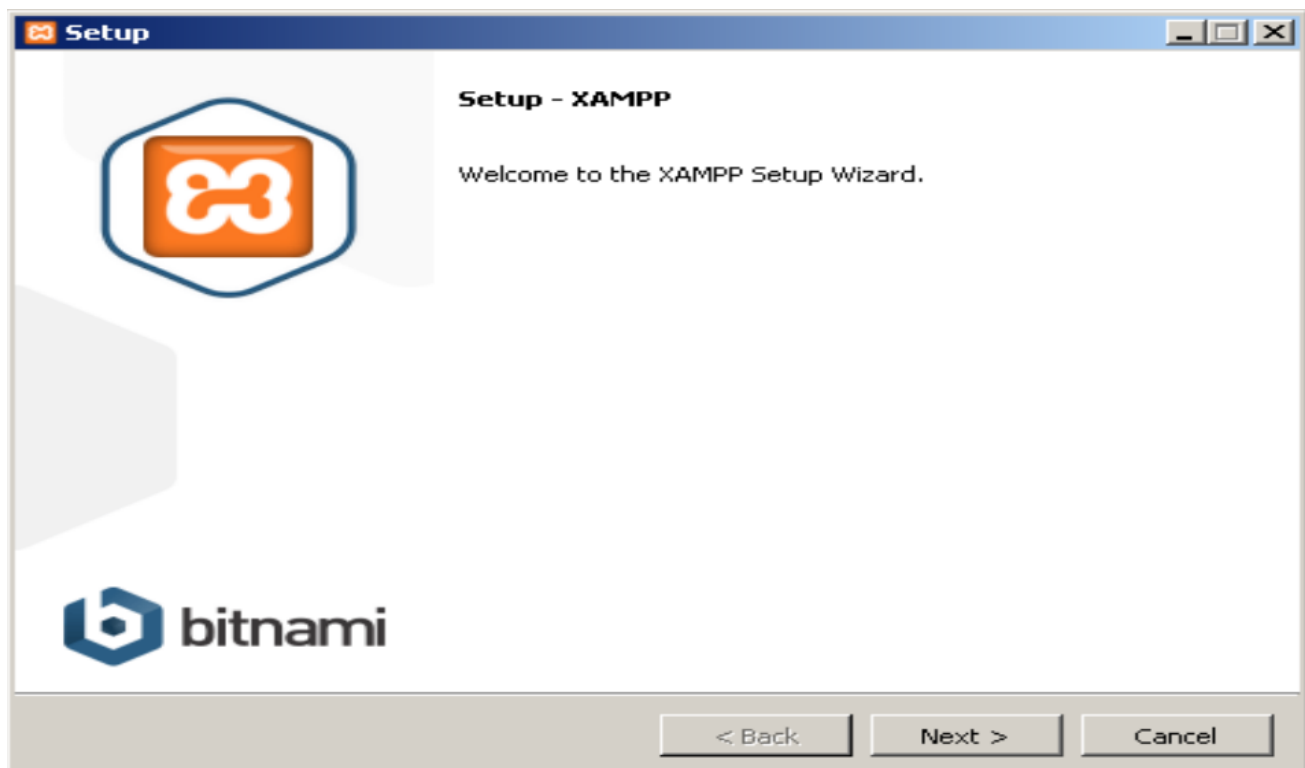 Setup
Setup - XAMPP
Welcome to the XAMPP Setup Wizard.
bitnami
< Back
Next >
Cancel